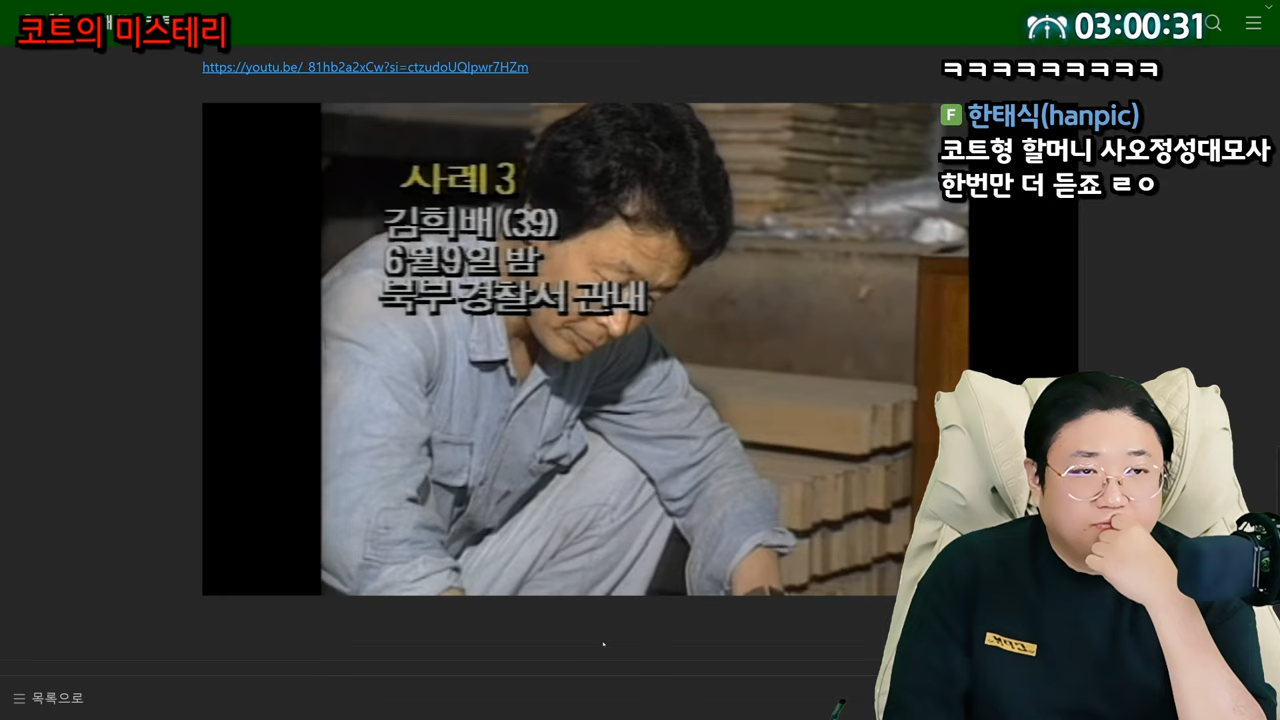 코트의 미스테리
03:00:31
https://youtu.be/_81hb2a2xCw?si=ctzudoUQlpwr7HZm
ㅋㅋㅋㅋㅋㅋㅋㅋㅋ
F 한태식(hanpic)
코트형 할머니 사오정성대모사
한번만 더 듣죠 ㄹㅇ
사례 3
김희배 (39)
6월9일 밤
북부 경찰서 관내
목록으로